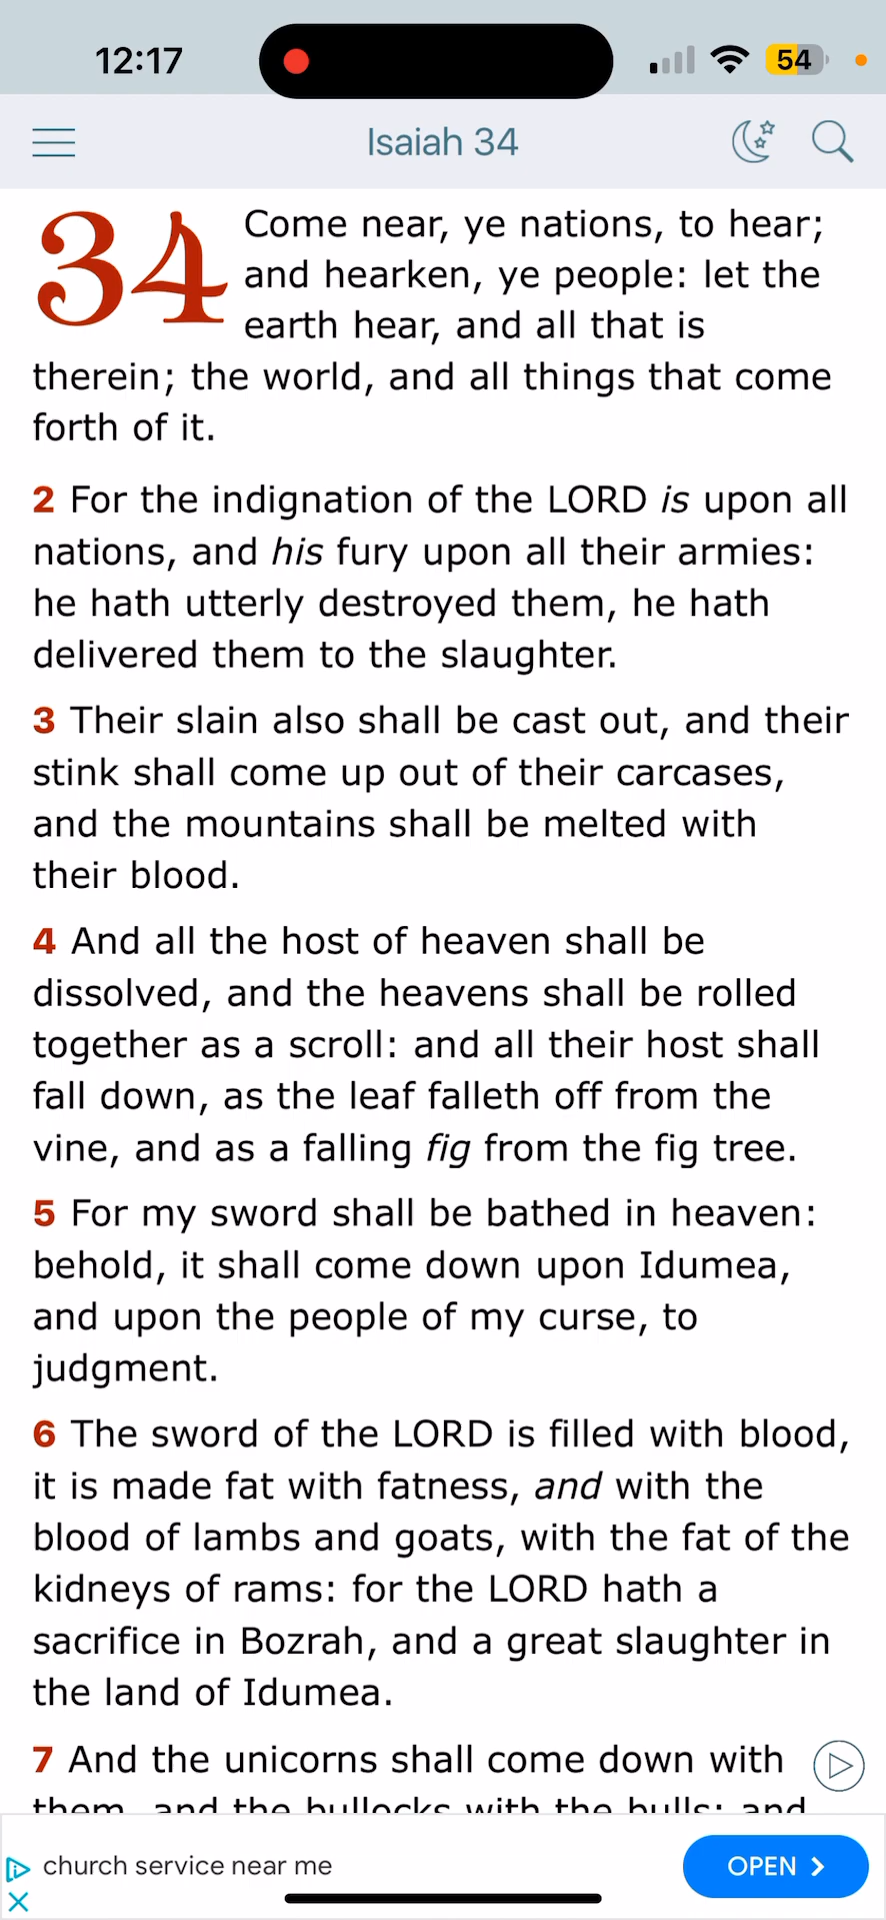 12:17
54
Isaiah 34
34 Come near, ye nations, to hear;
and hearken, ye people: let the
earth hear, and all that is
therein; the world, and all things that come
forth of it.
2 For the indignation of the LORD is upon all
nations, and his fury upon all their armies:
he hath utterly destroyed them, he hath
delivered them to the slaughter.
3 Their slain also shall be cast out, and their
stink shall come up out of their carcases,
and the mountains shall be melted with
their blood.
4 And all the host of heaven shall be
dissolved, and the heavens shall be rolled
together as a scroll: and all their host shall
fall down, as the leaf falleth off from the
vine, and as a falling fig from the fig tree.
5 For my sword shall be bathed in heaven:
behold, it shall come down upon Idumea,
and upon the people of my curse, to
judgment.
6 The sword of the LORD is filled with blood,
it is made fat with fatness, and with the
blood of lambs and goats, with the fat of the
kidneys of rams: for the LORD hath a
sacrifice in Bozrah, and a great slaughter in
the land of Idumea.
7 And the unicorns shall come down with
them, and the bullocks with the bulls; and
church service near me
OPEN